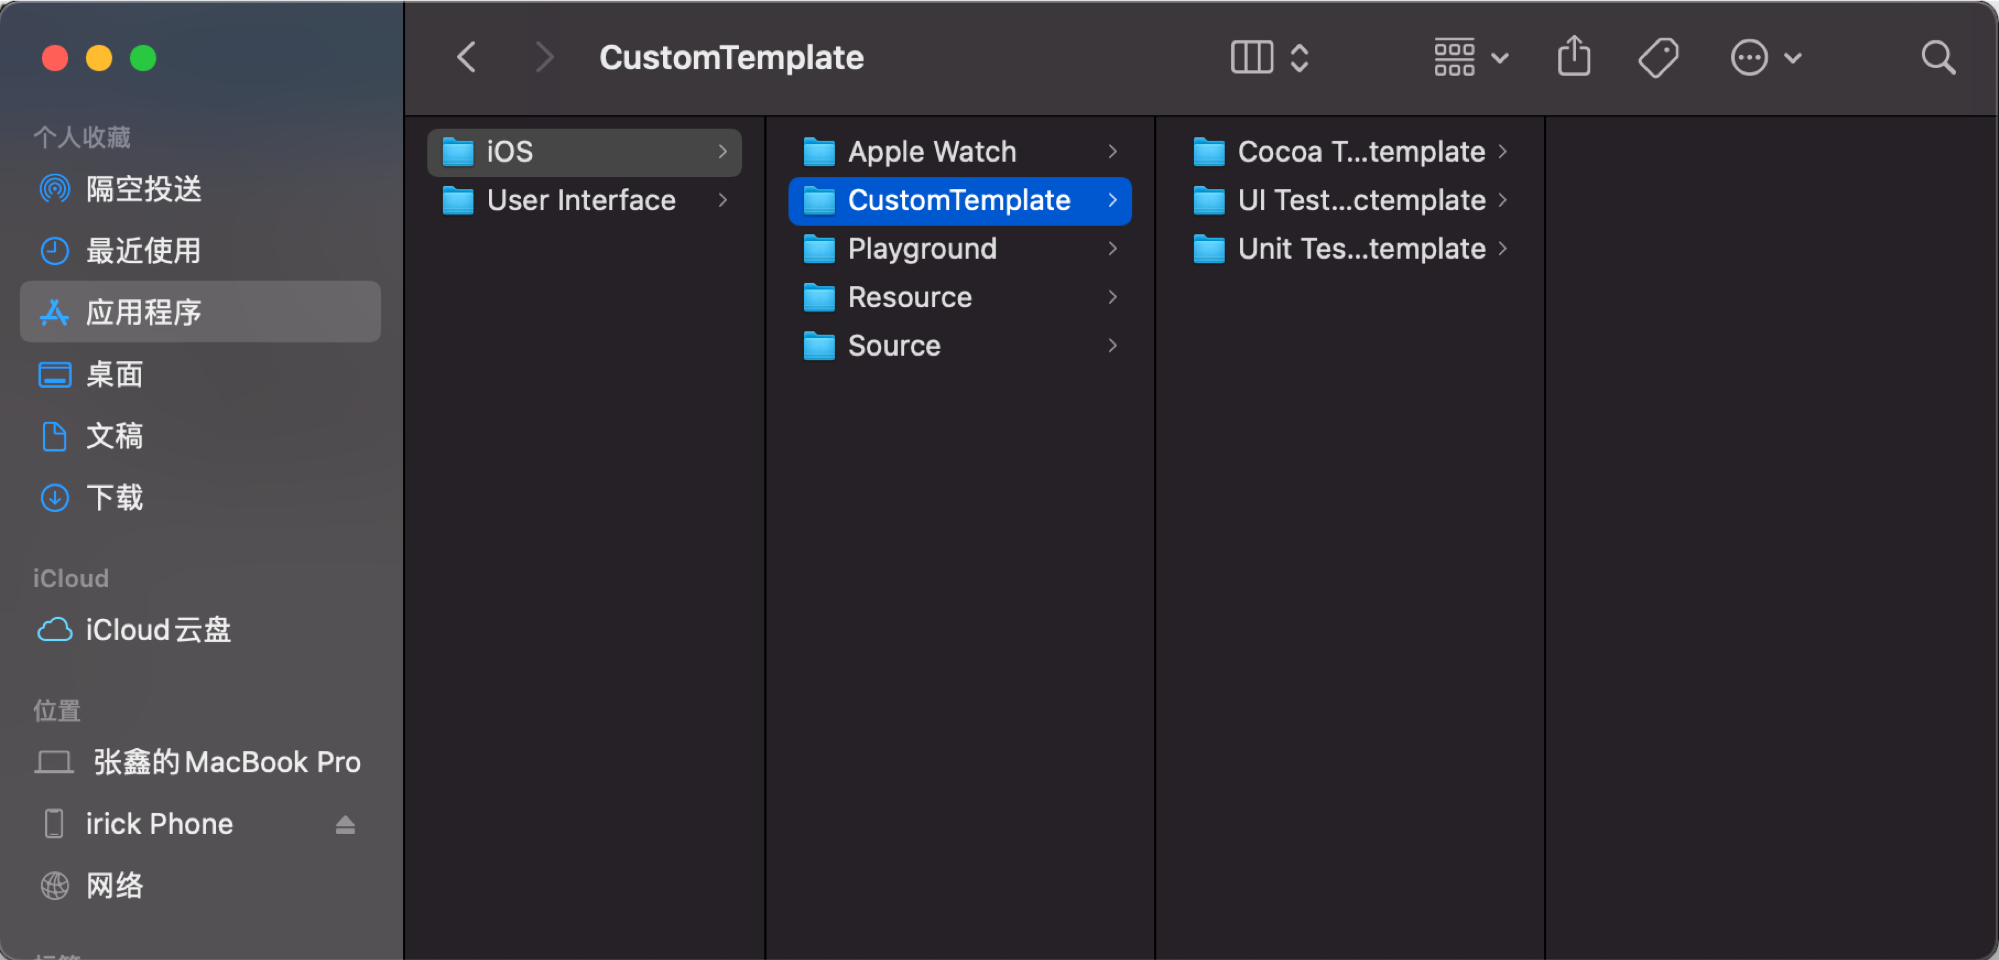 CustomTemplate
个人收藏
隔空投送
最近使用
应用程序
桌面
文稿
下载
iCloud
iCloud云盘
位置
张鑫的MacBook Pro
irick Phone
网络
iOS
User Interface
Apple Watch
CustomTemplate
Playground
Resource
Source
Cocoa T...template
UI Test...ctemplate
Unit Tes...template